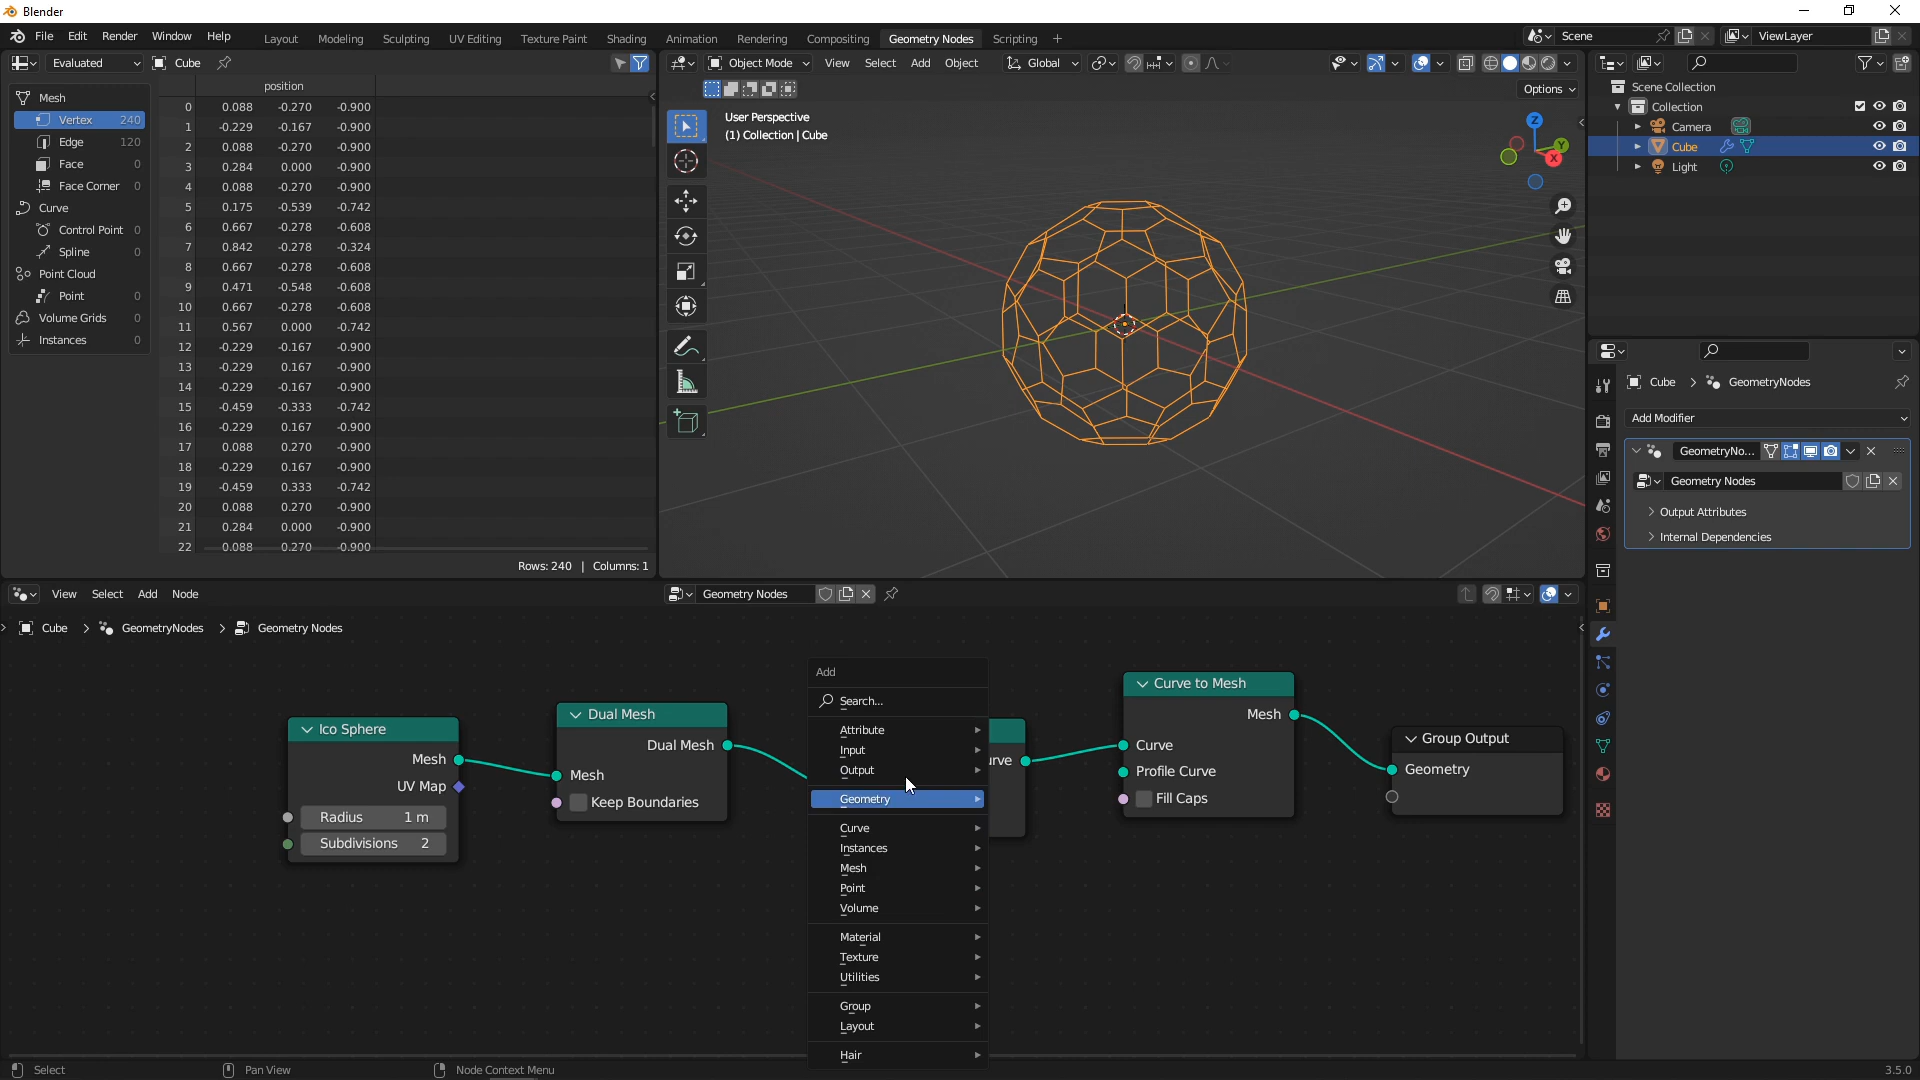 Blender
File Edit Render Window Help
Layout Modeling Sculpting UV Editing Texture Paint Shading Animation Rendering Compositing Geometry Nodes Scripting +
Scene
ViewLayer
Evaluated
Cube
Object Mode
View Select Add Object
Global
Options
position
Mesh
Vertex 240
Edge 120
Face 0
Face Corner 0
Curve
Control Point 0
Spline 0
Point Cloud
Point 0
Volume Grids 0
Instances 0
0 0.088 -0.270 -0.900
1 -0.229 -0.167 -0.900
2 0.088 -0.270 -0.900
3 0.284 0.000 -0.900
4 0.088 -0.270 -0.900
5 0.175 -0.539 -0.742
6 0.667 -0.278 -0.608
7 0.842 -0.278 -0.324
8 0.667 -0.278 -0.608
9 0.471 -0.548 -0.608
10 0.667 -0.278 -0.608
11 0.567 0.000 -0.742
12 -0.229 -0.167 -0.900
13 -0.229 0.167 -0.900
14 -0.229 -0.167 -0.900
15 -0.459 -0.333 -0.742
16 -0.229 0.167 -0.900
17 0.088 0.270 -0.900
18 -0.229 0.167 -0.900
19 -0.459 0.333 -0.742
20 0.088 0.270 -0.900
21 0.284 0.000 -0.900
22 0.088 0.270 -0.900
Rows: 240 | Columns: 1
User Perspective
(1) Collection | Cube
Z
Y
X
Scene Collection
Collection
Camera
Cube
Light
Cube > GeometryNodes
Add Modifier
GeometryNo...
Geometry Nodes
Output Attributes
Internal Dependencies
View Select Add Node
Geometry Nodes
Cube > GeometryNodes > Geometry Nodes
Ico Sphere
Mesh
UV Map
Radius 1 m
Subdivisions 2
Dual Mesh
Dual Mesh
Mesh
Keep Boundaries
Add
Search...
Attribute
Input
Output
Geometry
Curve
Instances
Mesh
Point
Volume
Material
Texture
Utilities
Group
Layout
Hair
urve
Curve to Mesh
Mesh
Curve
Profile Curve
Fill Caps
Group Output
Geometry
Select
Pan View
Node Context Menu
3.5.0